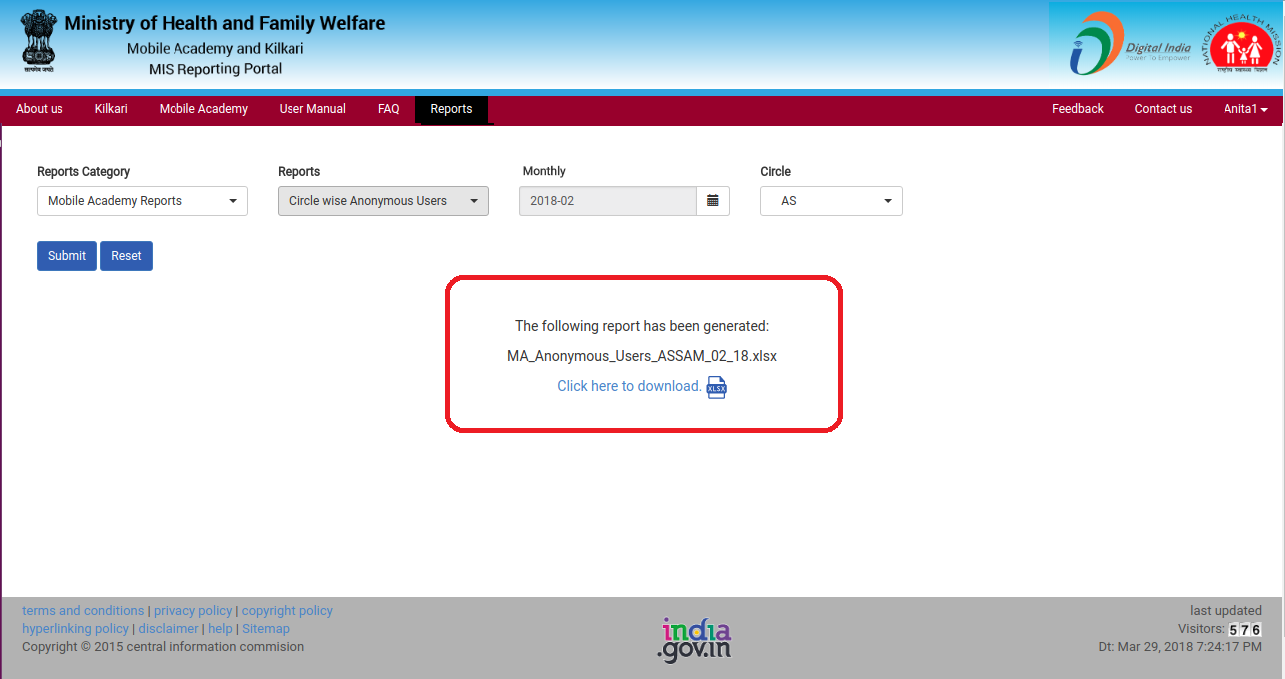 Ministry of Health and Family Welfare
Mobile Academy and Kilkari
MIS Reporting Portal
सत्यमेव जयते
Digital India
Power To Empower
NATIONAL HEALTH MISSION
About us Kilkari Mobile Academy User Manual FAQ Reports Feedback Contact us Anita1
Reports Category Reports Monthly Circle
Mobile Academy Reports Circle wise Anonymous Users 2018-02 AS
Submit Reset
The following report has been generated:
MA_Anonymous_Users_ASSAM_02_18.xlsx
Click here to download. XLSX
terms and conditions | privacy policy | copyright policy
hyperlinking policy | disclaimer | help | Sitemap
Copyright © 2015 central information commision
india
.gov.in
last updated
Visitors: 576
Dt: Mar 29, 2018 7:24:17 PM